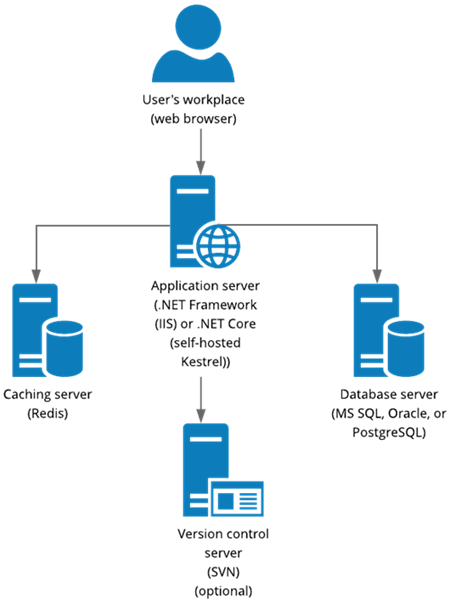 User's workplace
(web browser)
Application server
(.NET Framework
(IIS) or .NET Core
(self-hosted
Kestrel))
Caching server
(Redis)
Database server
(MS SQL, Oracle, or
PostgreSQL)
Version control
server
(SVN)
(optional)